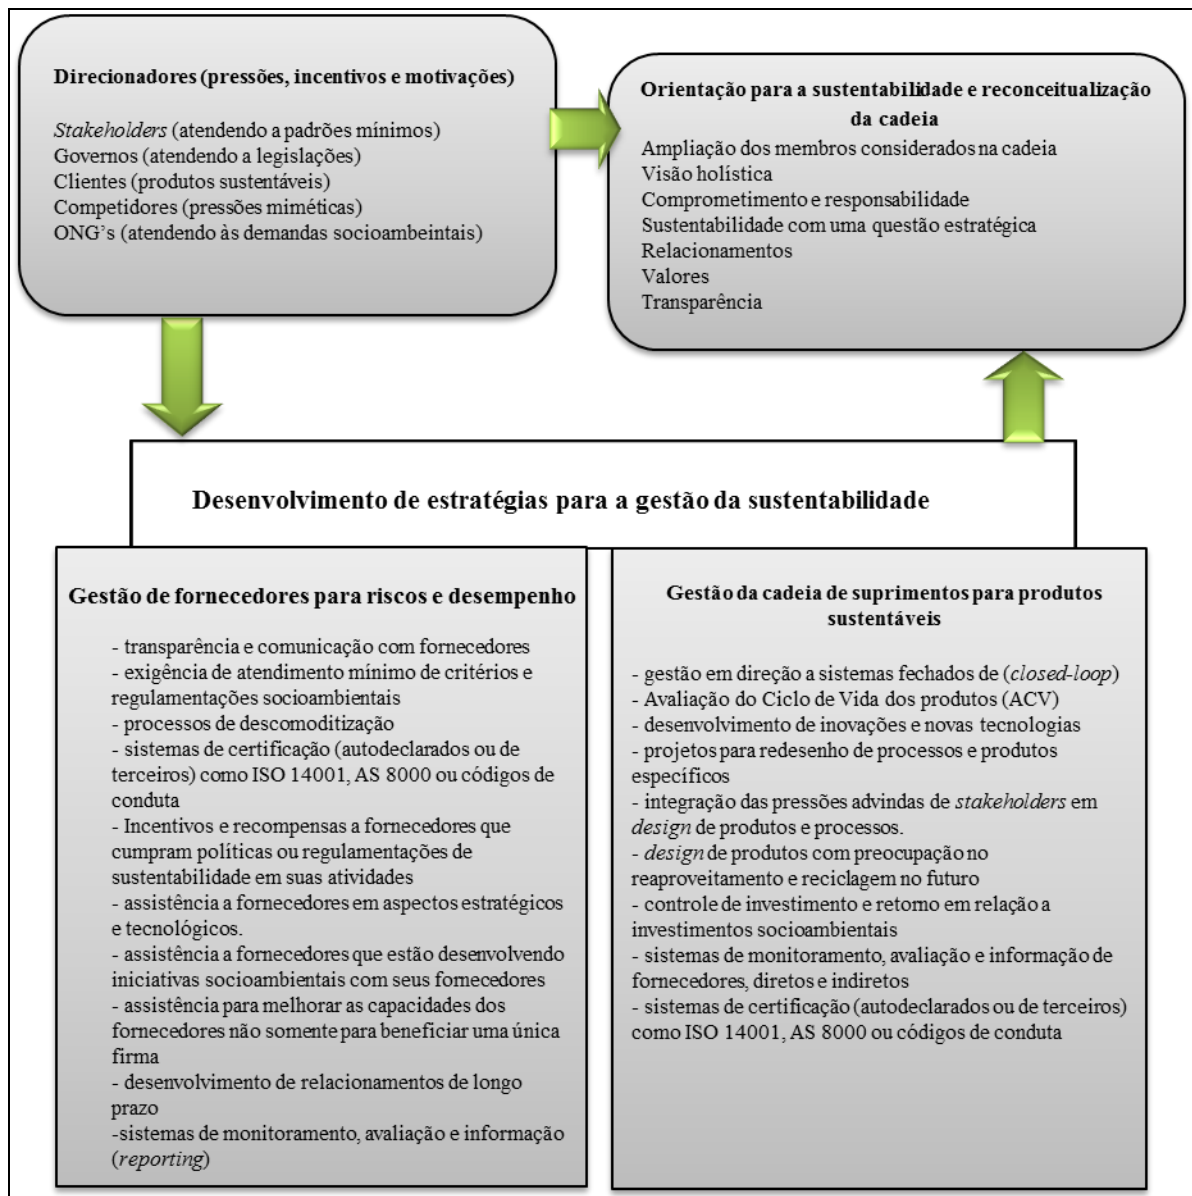 Direcionadores (pressões, incentivos e motivações)
Stakeholders (atendendo a padrões mínimos)
Governos (atendendo a legislações)
Clientes (produtos sustentáveis)
Competidores (pressões miméticas)
ONG's (atendendo às demandas socioambeintais)
Orientação para a sustentabilidade e reconceitualização
da cadeia
Ampliação dos membros considerados na cadeia
Visão holística
Comprometimento e responsabilidade
Sustentabilidade com uma questão estratégica
Relacionamentos
Valores
Transparência
Desenvolvimento de estratégias para a gestão da sustentabilidade
Gestão de fornecedores para riscos e desempenho
- transparência e comunicação com fornecedores
- exigência de atendimento mínimo de critérios e
regulamentações socioambientais
- processos de descomoditização
- sistemas de certificação (autodeclarados ou de
terceiros) como ISO 14001, AS 8000 ou códigos de
conduta
- Incentivos e recompensas a fornecedores que
cumpram políticas ou regulamentações de
sustentabilidade em suas atividades
- assistência a fornecedores em aspectos estratégicos
e tecnológicos.
- assistência a fornecedores que estão desenvolvendo
iniciativas socioambientais com seus fornecedores
- assistência para melhorar as capacidades dos
fornecedores não somente para beneficiar uma única
firma
- desenvolvimento de relacionamentos de longo
prazo
-sistemas de monitoramento, avaliação e informação
(reporting)
Gestão da cadeia de suprimentos para produtos
sustentáveis
- gestão em direção a sistemas fechados de (closed-loop)
- Avaliação do Ciclo de Vida dos produtos (ACV)
- desenvolvimento de inovações e novas tecnologias
- projetos para redesenho de processos e produtos
específicos
- integração das pressões advindas de stakeholders em
design de produtos e processos.
- design de produtos com preocupação no
reaproveitamento e reciclagem no futuro
- controle de investimento e retorno em relação a
investimentos socioambientais
- sistemas de monitoramento, avaliação e informação de
fornecedores, diretos e indiretos
- sistemas de certificação (autodeclarados ou de terceiros)
como ISO 14001, AS 8000 ou códigos de conduta